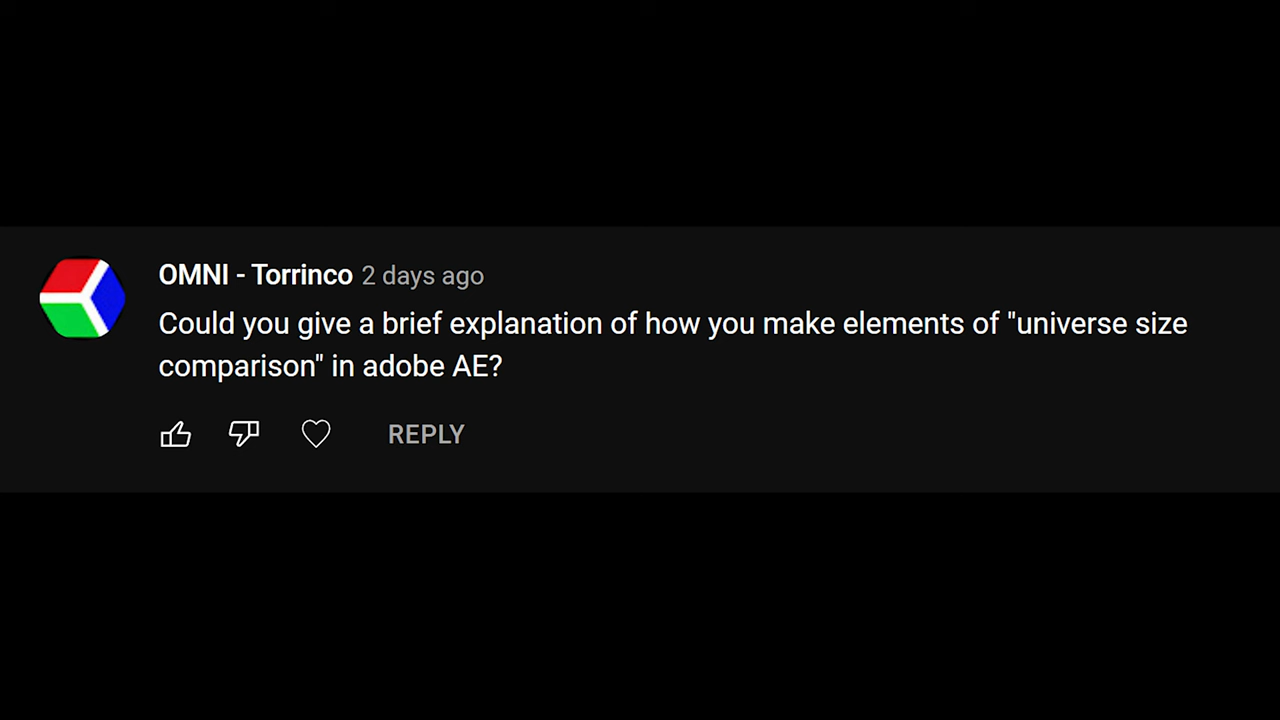 OMNI - Torrinco 2 days ago
Could you give a brief explanation of how you make elements of "universe size
comparison" in adobe AE?
REPLY